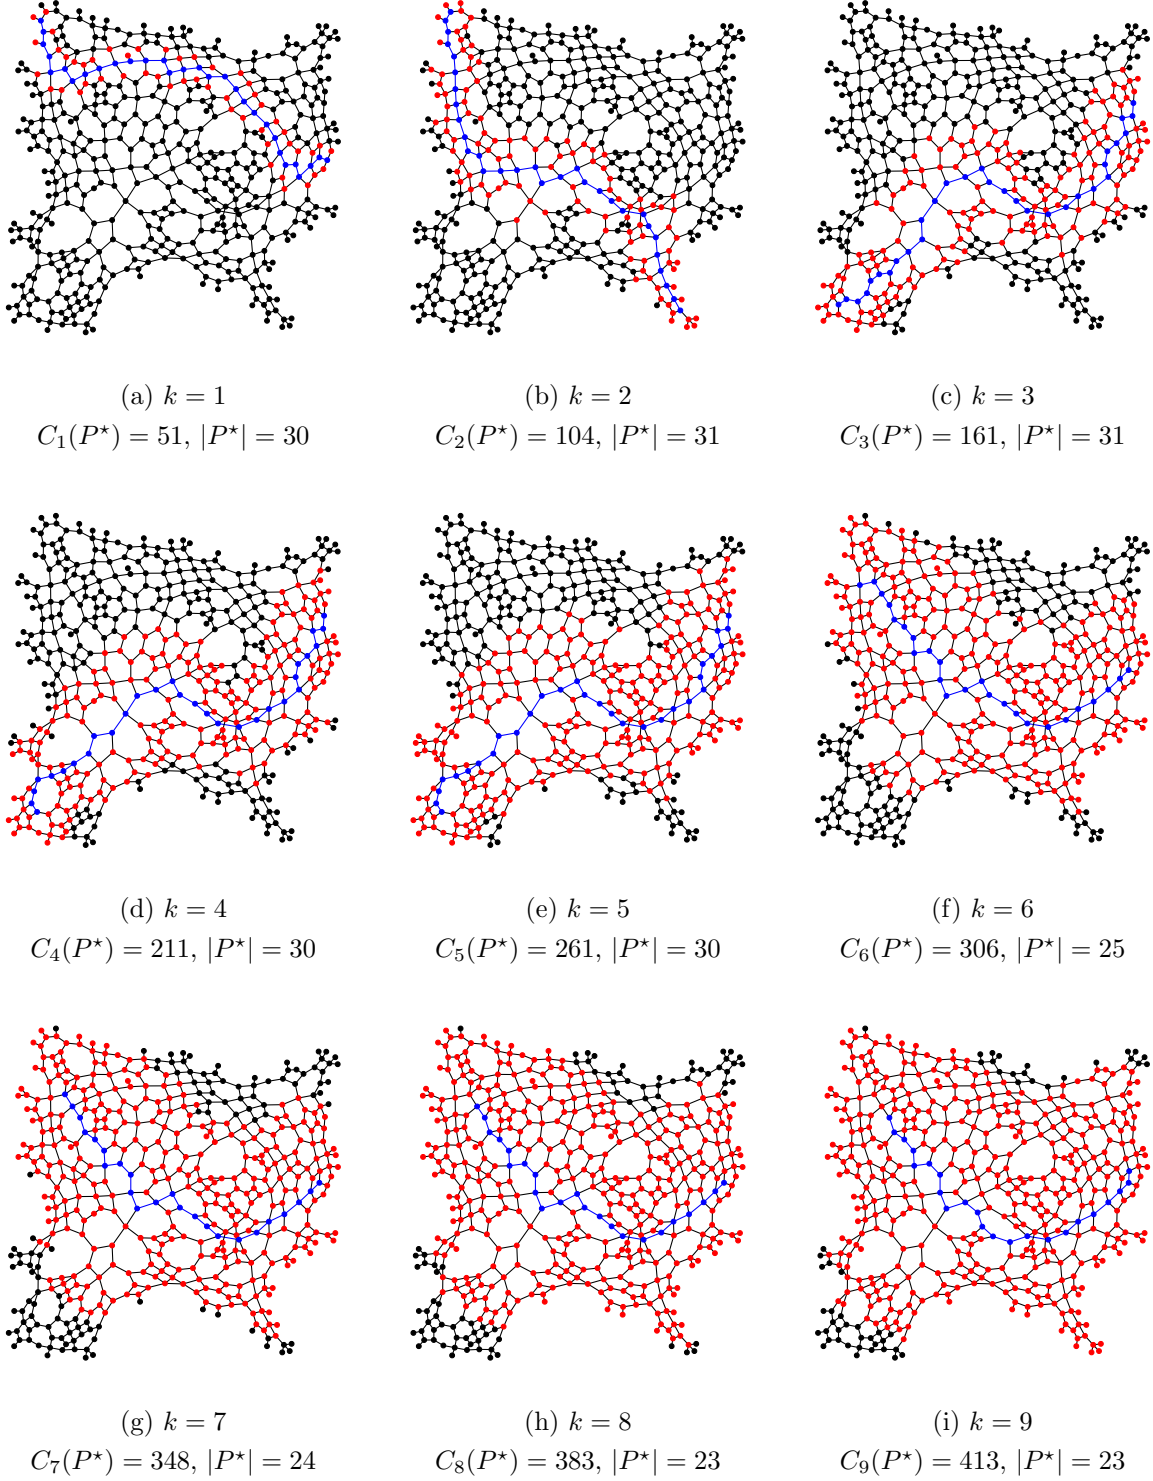 (a) k = 1
(b) k = 2
(c) k = 3
C₁(P⋆) = 51, |P⋆| = 30
C₂(P⋆) = 104, |P⋆| = 31
C₃(P⋆) = 161, |P⋆| = 31
(d) k = 4
(e) k = 5
(f) k = 6
C₄(P⋆) = 211, |P⋆| = 30
C₅(P⋆) = 261, |P⋆| = 30
C₆(P⋆) = 306, |P⋆| = 25
(g) k = 7
(h) k = 8
(i) k = 9
C₇(P⋆) = 348, |P⋆| = 24
C₈(P⋆) = 383, |P⋆| = 23
C₉(P⋆) = 413, |P⋆| = 23